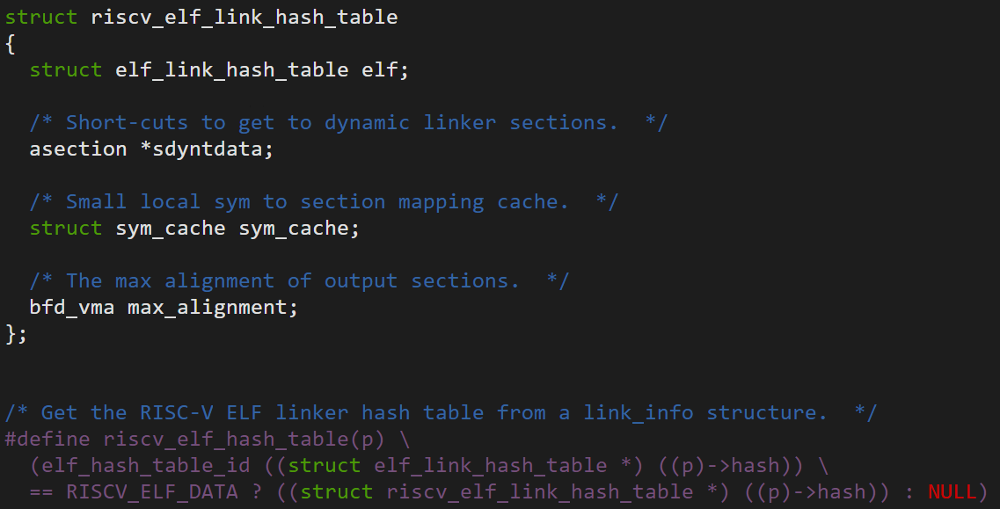 struct riscv_elf_link_hash_table
{
  struct elf_link_hash_table elf;

  /* Short-cuts to get to dynamic linker sections.  */
  asection *sdyntdata;

  /* Small local sym to section mapping cache.  */
  struct sym_cache sym_cache;

  /* The max alignment of output sections.  */
  bfd_vma max_alignment;
};


/* Get the RISC-V ELF linker hash table from a link_info structure.  */
#define riscv_elf_hash_table(p) \
  (elf_hash_table_id ((struct elf_link_hash_table *) ((p)->hash)) \
  == RISCV_ELF_DATA ? ((struct riscv_elf_link_hash_table *) ((p)->hash)) : NULL)